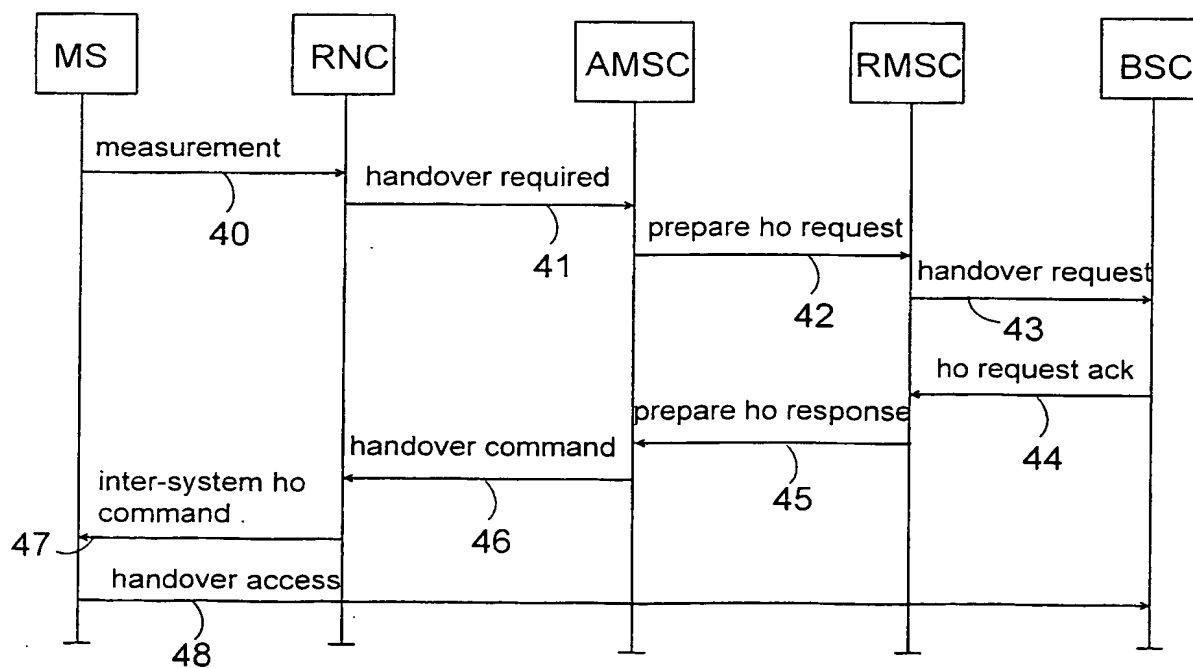 MS
RNC
AMSC
RMSC
BSC
measurement
40
handover required
41
prepare ho request
42
handover request
43
ho request ack
44
prepare ho response
45
handover command
46
inter-system ho
command .
47
handover access
48